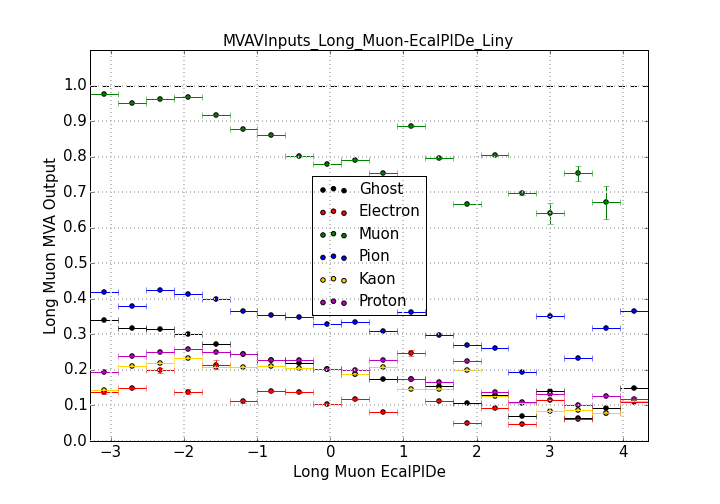 MVAVInputs_Long_Muon-EcalPIDe_Liny
Long Muon MVA Output
1.0
0.9
0.8
0.7
0.6
0.5
0.4
0.3
0.2
0.1
0.0
Ghost
Electron
Muon
Pion
Kaon
Proton
−3 −2 −1 0 1 2 3 4
Long Muon EcalPIDe